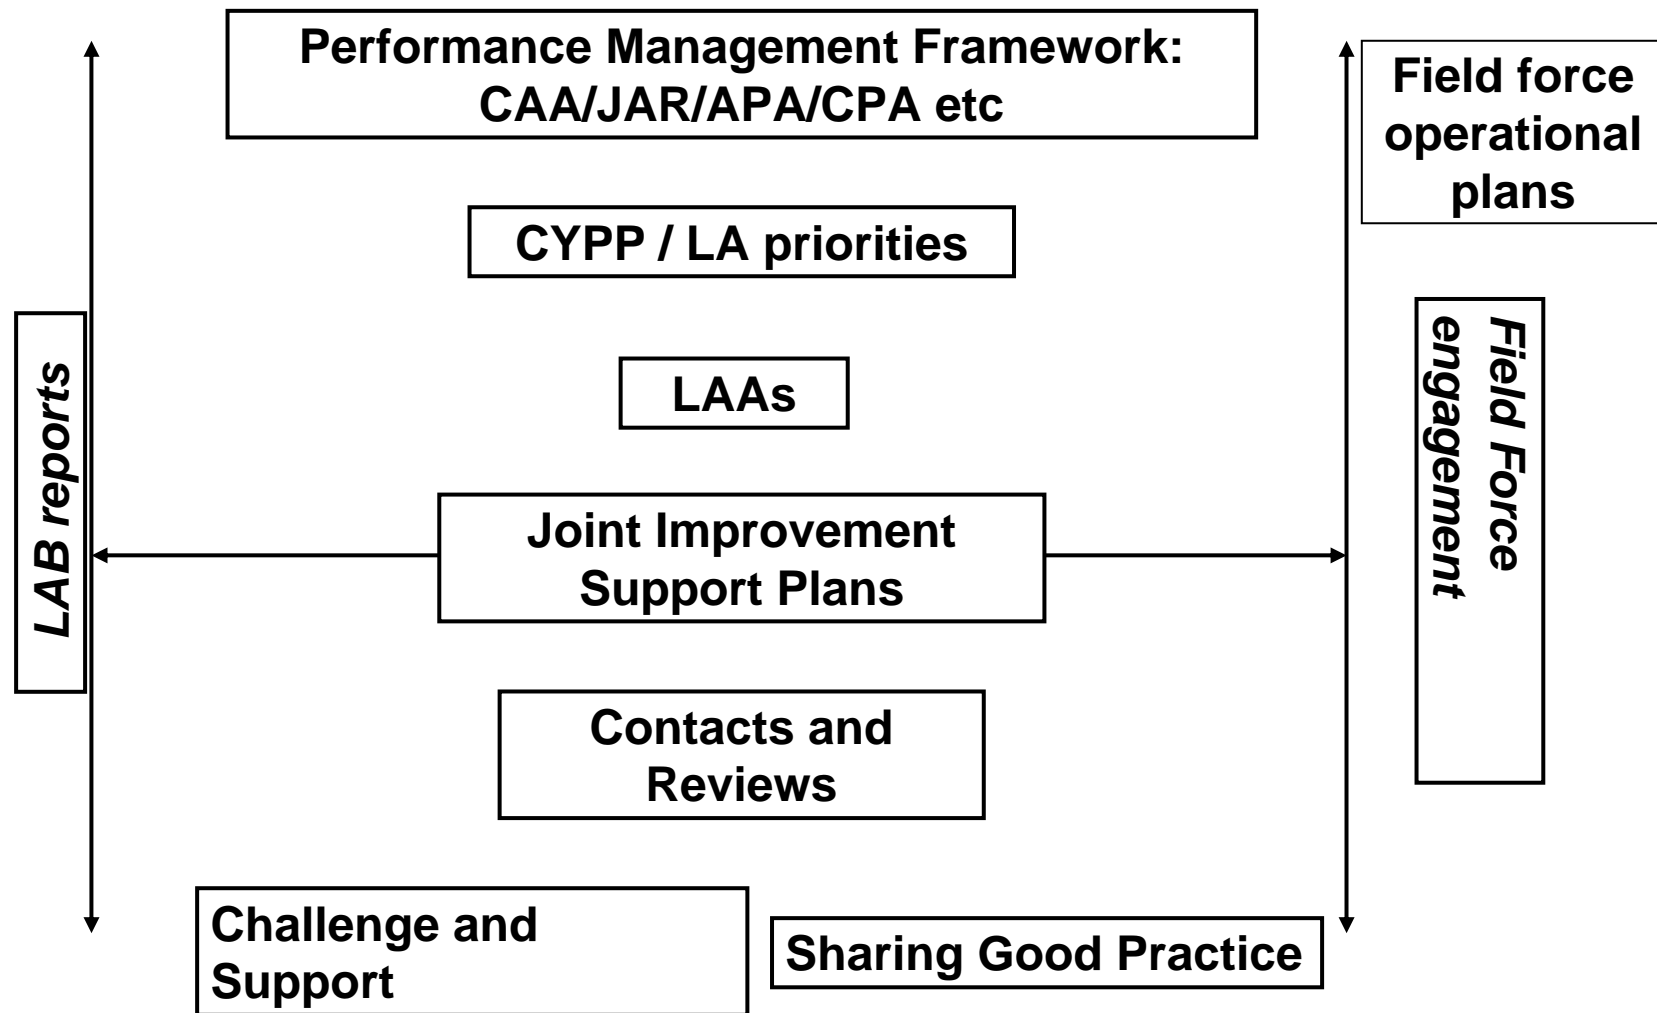 Performance Management Framework:
CAA/JAR/APA/CPA etc
Field force
operational
plans
CYPP / LA priorities
LAB reports
LAAs
Field Force
engagement
Joint Improvement
Support Plans
Contacts and
Reviews
Challenge and
Support
Sharing Good Practice